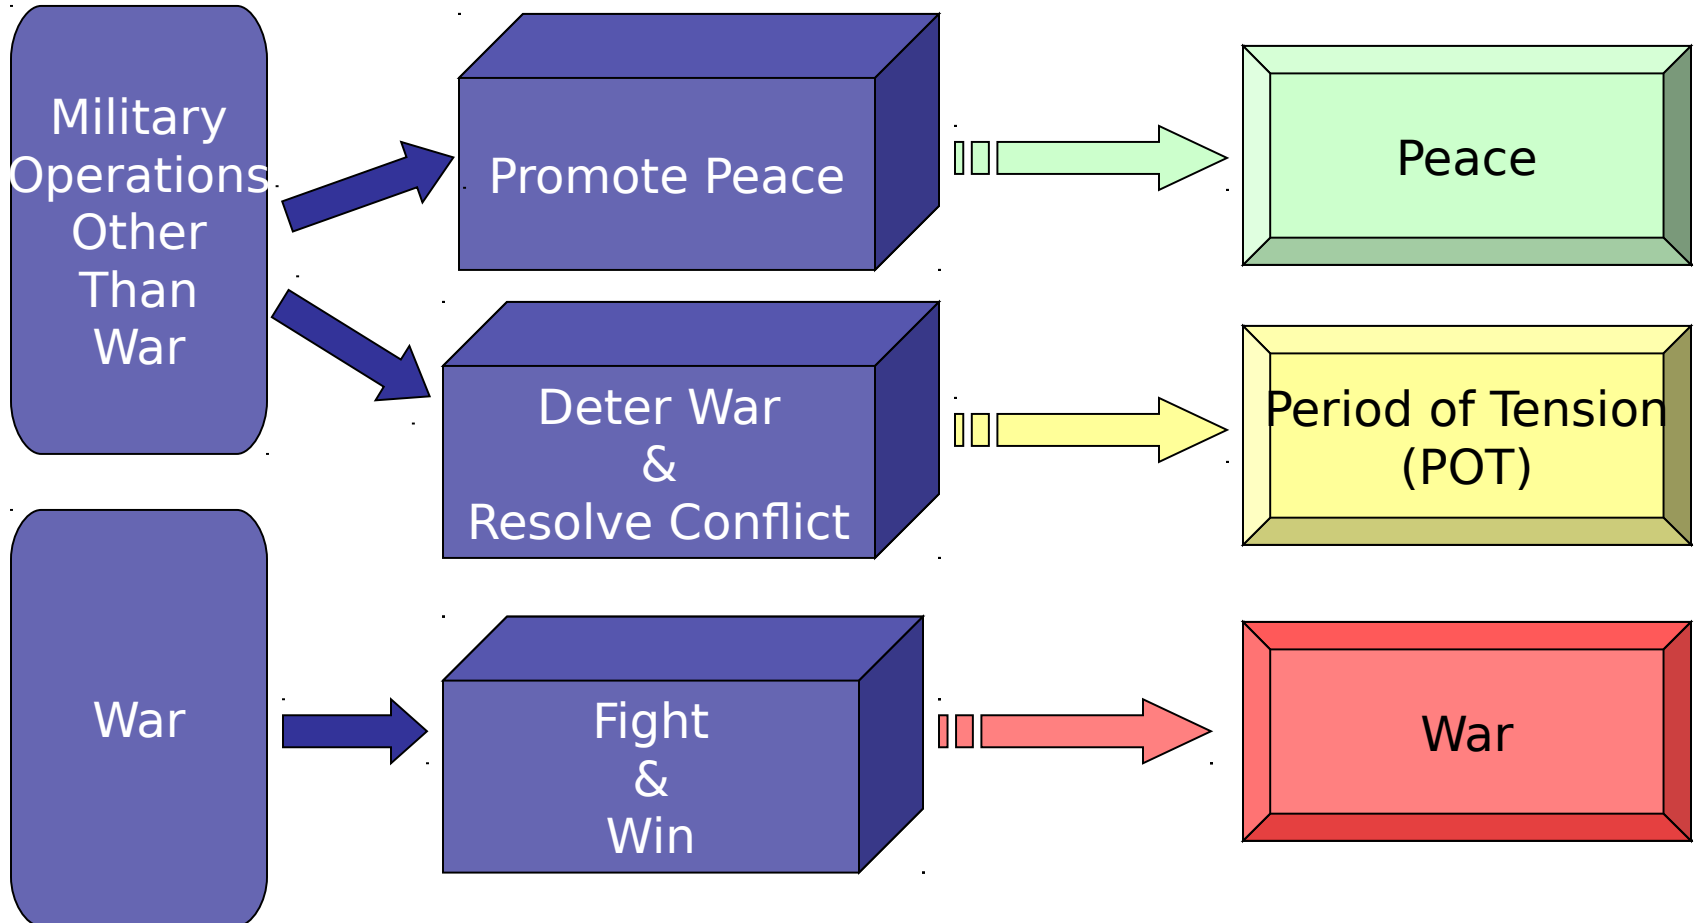 Military
Operations
Other
Than
War
Promote Peace
Peace
Deter War
&
Resolve Conflict
Period of Tension
(POT)
War
Fight
&
Win
War